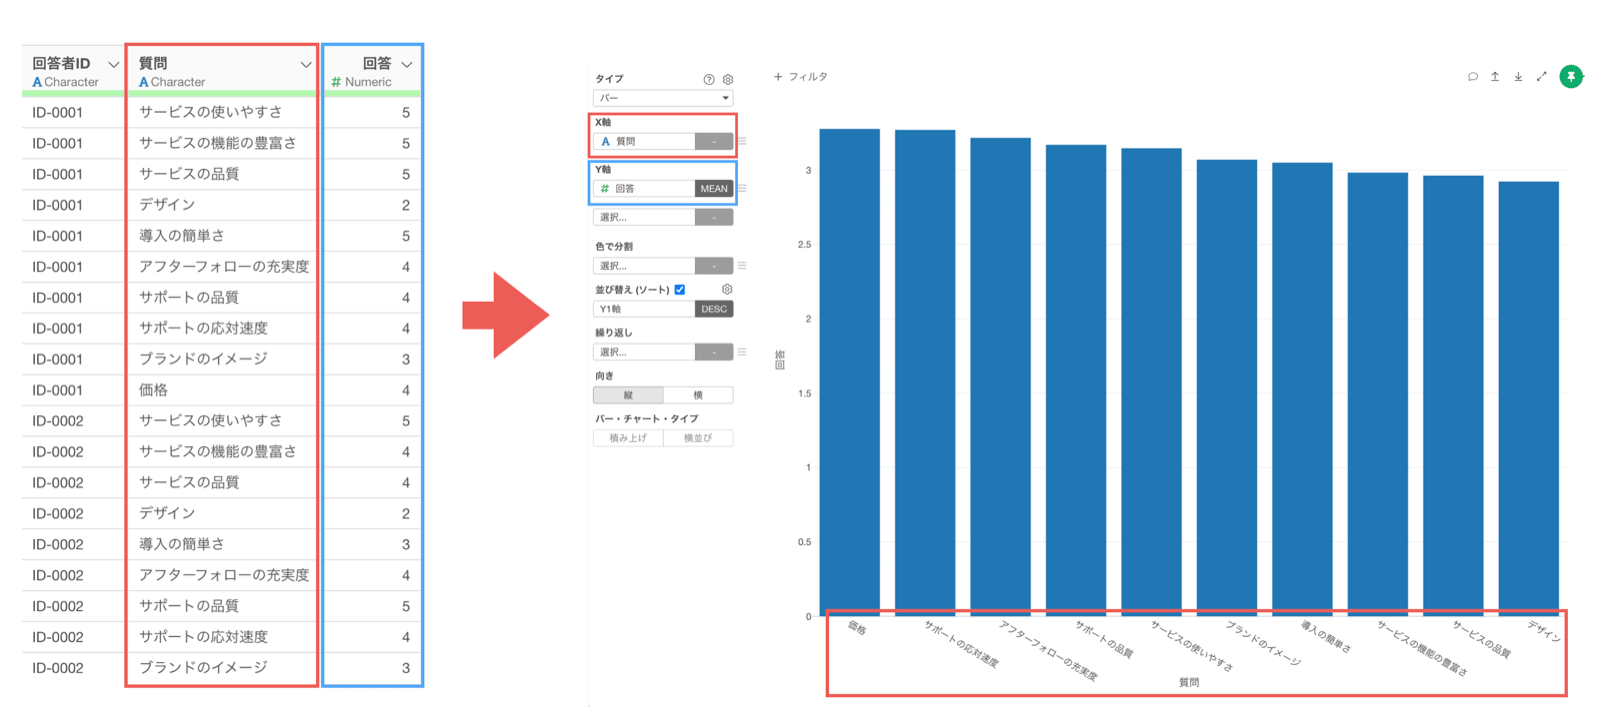 回答者ID 質問 回答
A Character A Character # Numeric
ID-0001 サービスの使いやすさ 5
ID-0001 サービスの機能の豊富さ 5
ID-0001 サービスの品質 5
ID-0001 デザイン 2
ID-0001 導入の簡単さ 5
ID-0001 アフターフォローの充実度 4
ID-0001 サポートの品質 4
ID-0001 サポートの応対速度 4
ID-0001 ブランドのイメージ 3
ID-0001 価格 4
ID-0002 サービスの使いやすさ 5
ID-0002 サービスの機能の豊富さ 4
ID-0002 サービスの品質 4
ID-0002 デザイン 2
ID-0002 導入の簡単さ 3
ID-0002 アフターフォローの充実度 4
ID-0002 サポートの品質 5
ID-0002 サポートの応対速度 4
ID-0002 ブランドのイメージ 3
タイプ
バー
X軸
A 質問 -
Y軸
# 回答 MEAN
選択... -
色で分割
選択... -
並び替え (ソート)
Y1軸 DESC
繰り返し
選択... -
向き
縦 横
バー・チャート・タイプ
積み上げ 横並び
+ フィルタ
3
2.5
2
1.5
1
0.5
0
回答
価格
サポートの応対速度
アフターフォローの充実度
サポートの品質
サービスの使いやすさ
ブランドのイメージ
導入の簡単さ
サービスの機能の豊富さ
サービスの品質
デザイン
質問